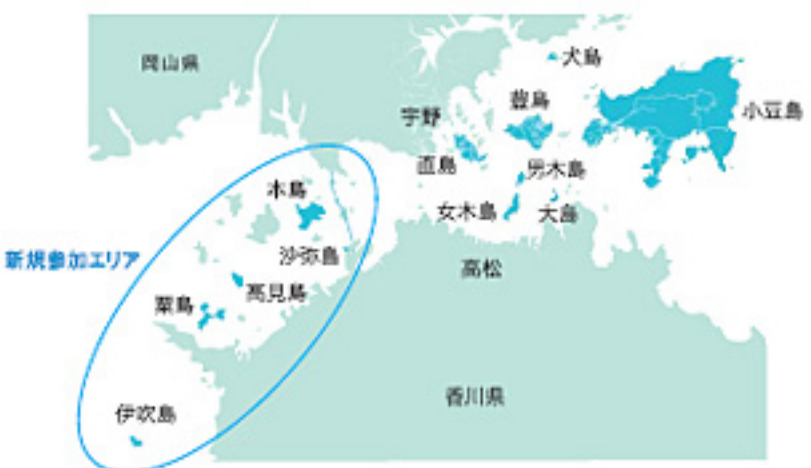 岡山県
犬島
豊島
小豆島
宇野
直島
男木島
女木島
大島
本島
沙弥島
新規参加エリア
高見島
粟島
高松
香川県
伊吹島